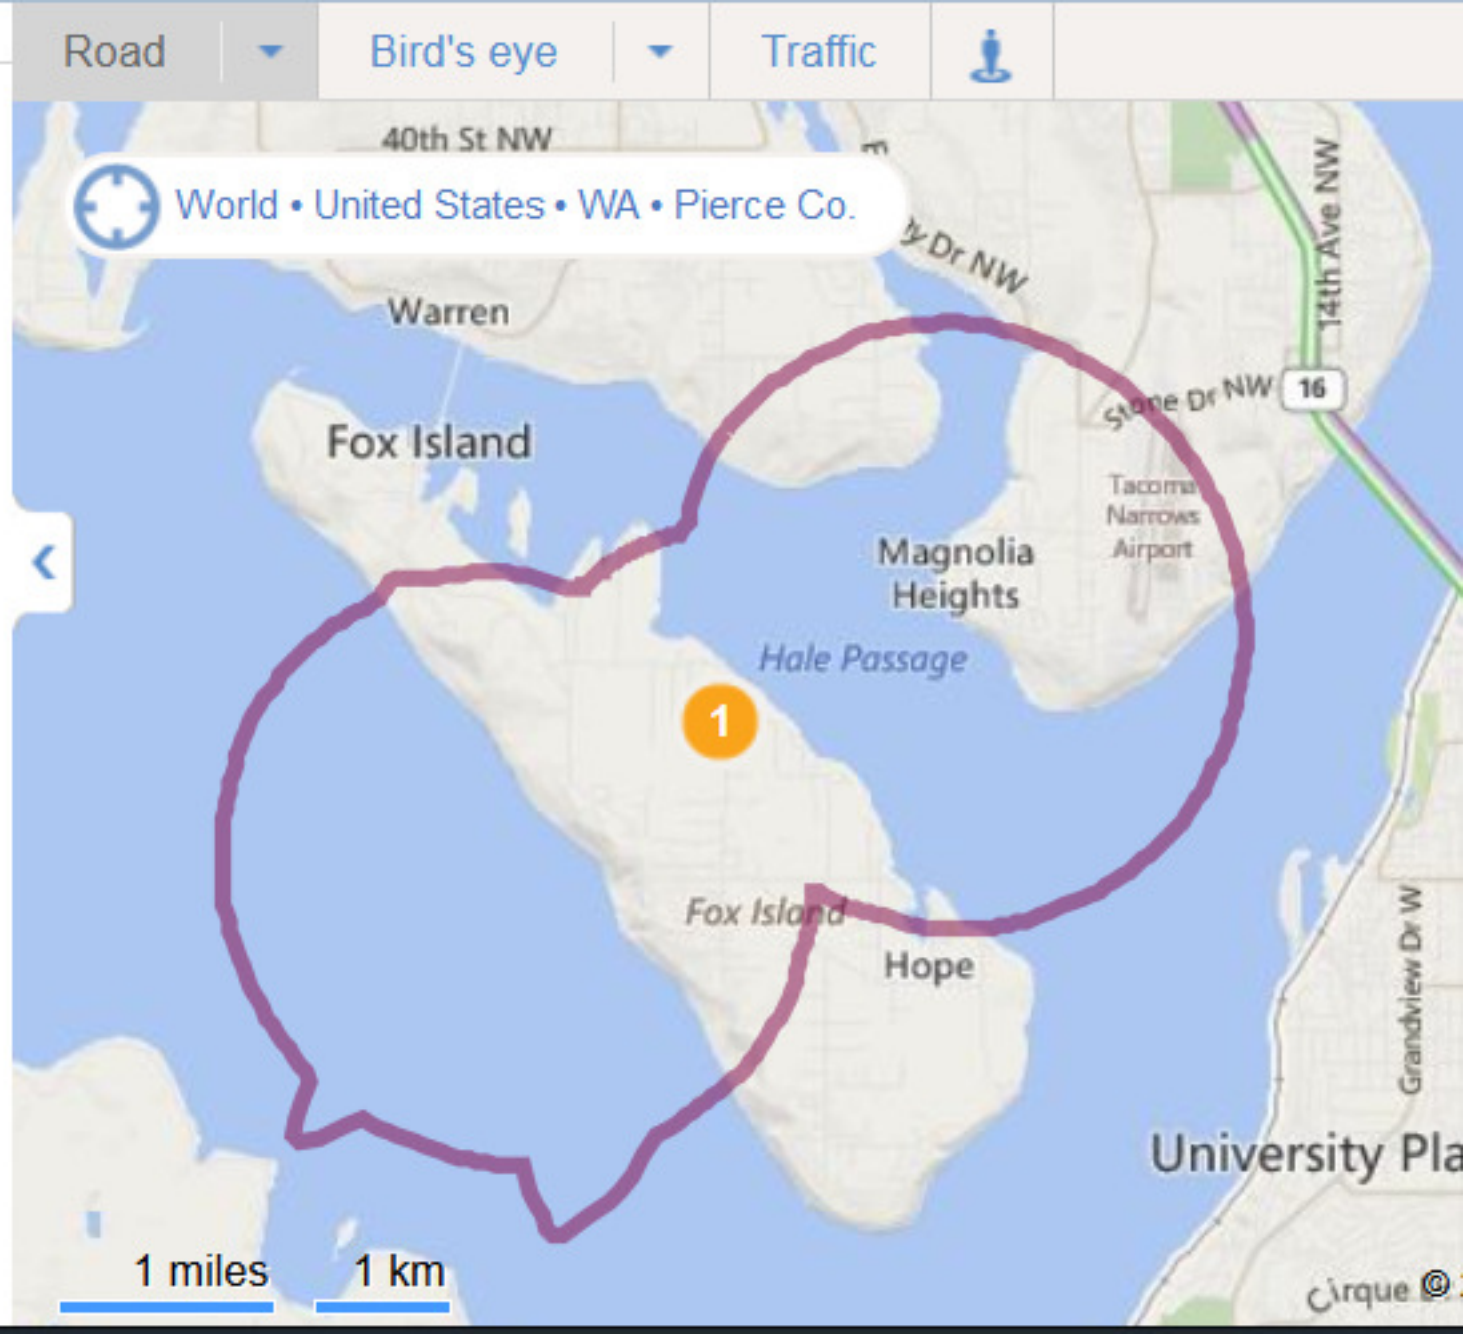 Road Bird's eye Traffic
40th St NW
World • United States • WA • Pierce Co.
y Dr NW
14th Ave NW
Warren
Stone Dr NW
16
Fox Island
Tacoma
Narrows
Airport
Magnolia
Heights
Hale Passage
1
Fox Island
Hope
Grandview Dr W
University Pla
1 miles 1 km
Cirque
©